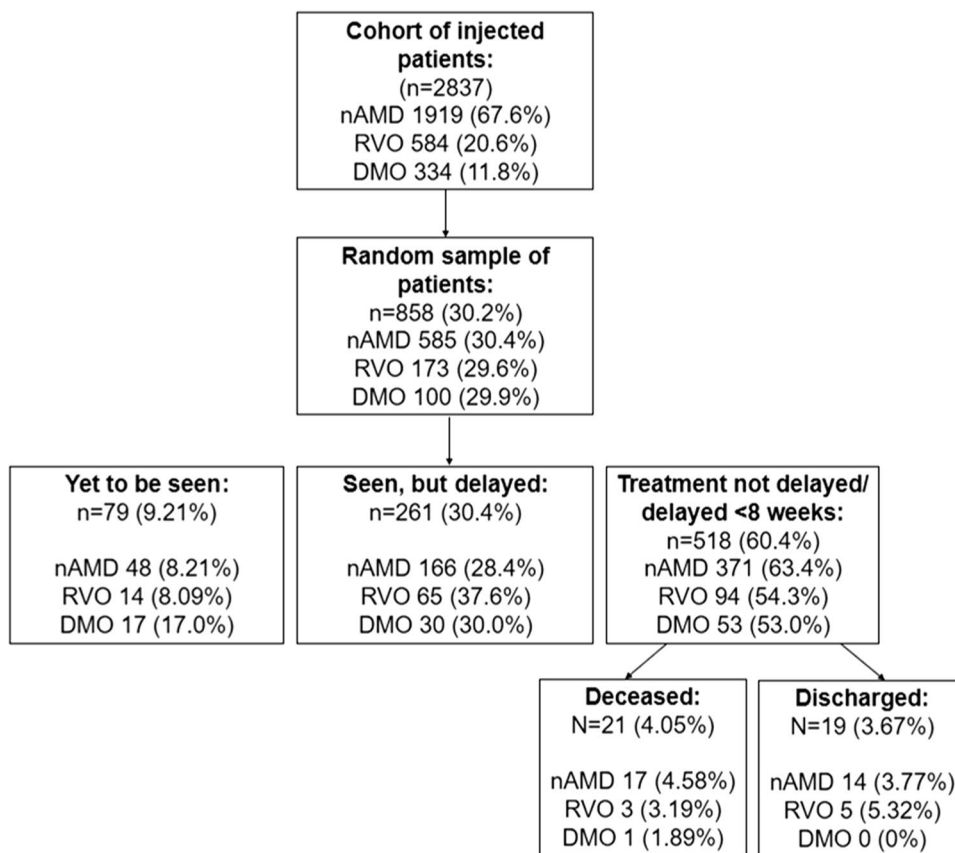 Cohort of injected
patients:
(n=2837)
nAMD 1919 (67.6%)
RVO 584 (20.6%)
DMO 334 (11.8%)
Random sample of
patients:
n=858 (30.2%)
nAMD 585 (30.4%)
RVO 173 (29.6%)
DMO 100 (29.9%)
Yet to be seen:
n=79 (9.21%)
nAMD 48 (8.21%)
RVO 14 (8.09%)
DMO 17 (17.0%)
Seen, but delayed:
n=261 (30.4%)
nAMD 166 (28.4%)
RVO 65 (37.6%)
DMO 30 (30.0%)
Treatment not delayed/
delayed <8 weeks:
n=518 (60.4%)
nAMD 371 (63.4%)
RVO 94 (54.3%)
DMO 53 (53.0%)
Deceased:
N=21 (4.05%)
nAMD 17 (4.58%)
RVO 3 (3.19%)
DMO 1 (1.89%)
Discharged:
N=19 (3.67%)
nAMD 14 (3.77%)
RVO 5 (5.32%)
DMO 0 (0%)